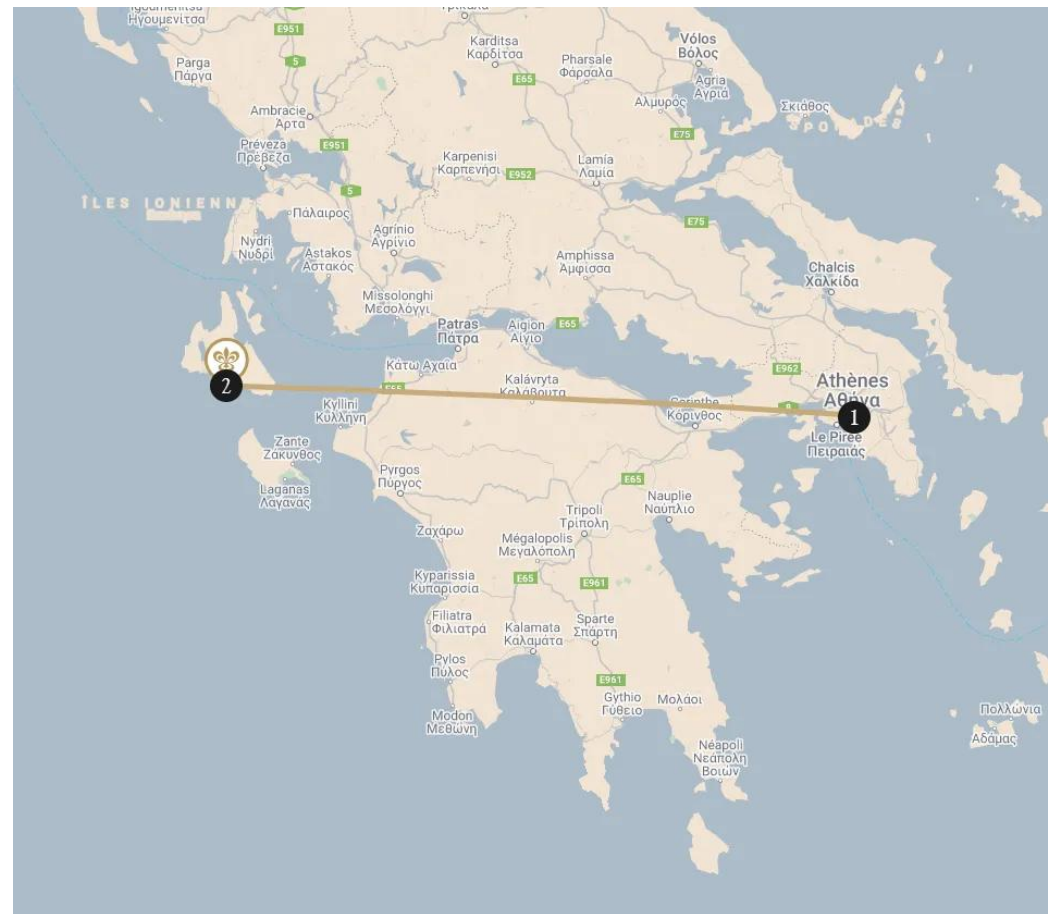 Ηγουμενίτσα
E951
5
Parga
Πάργα
Karditsa
Καρδίτσα
E65
Pharsale
Φάρσαλα
Vólos
Βόλος
Agria
Αγριά
Αλμυρός
Σκιάθος
Ambracie
Άρτα
E75
Préveza
Πρέβεζα
E951
Karpenisi
Καρπενήσι
E952
Lamía
Λαμία
5
ÎLES IONIENN
Πάλαιρος
E75
Nydri
Νυδρί
Agrinio
Αγρίνιο
Astakos
Αστακός
Amphissa
Άμφισσα
Chalcis
Χαλκίδα
Missolonghi
Μεσολόγγι
Patras
Πάτρα
Aigion
Αίγιο
E65
Κάτω Αχαΐα
E962
Kalávryta
Καλάβρυτα
Athènes
Αθήνα
2
1
Kyllini
Κυλλήνη
Κόρινθος
Le Pirée
Πειραιάς
Zante
Ζάκυνθος
Laganas
Λαγανάς
Pyrgos
Πύργος
E65
Nauplie
Ναύπλιο
Tripoli
Τρίπολη
Ζαχάρω
Mégalopolis
Μεγαλόπολη
Kyparissia
Κυπαρισσία
E65
E961
Filiatra
Φιλιατρά
Kalamata
Καλαμάτα
Sparte
Σπάρτη
Pylos
Πύλος
E961
Gythio
Γύθειο
Μολάοι
Modon
Μεθώνη
Πολλώνια
Αδάμας
Néapoli
Νεάπολη
Βοιών